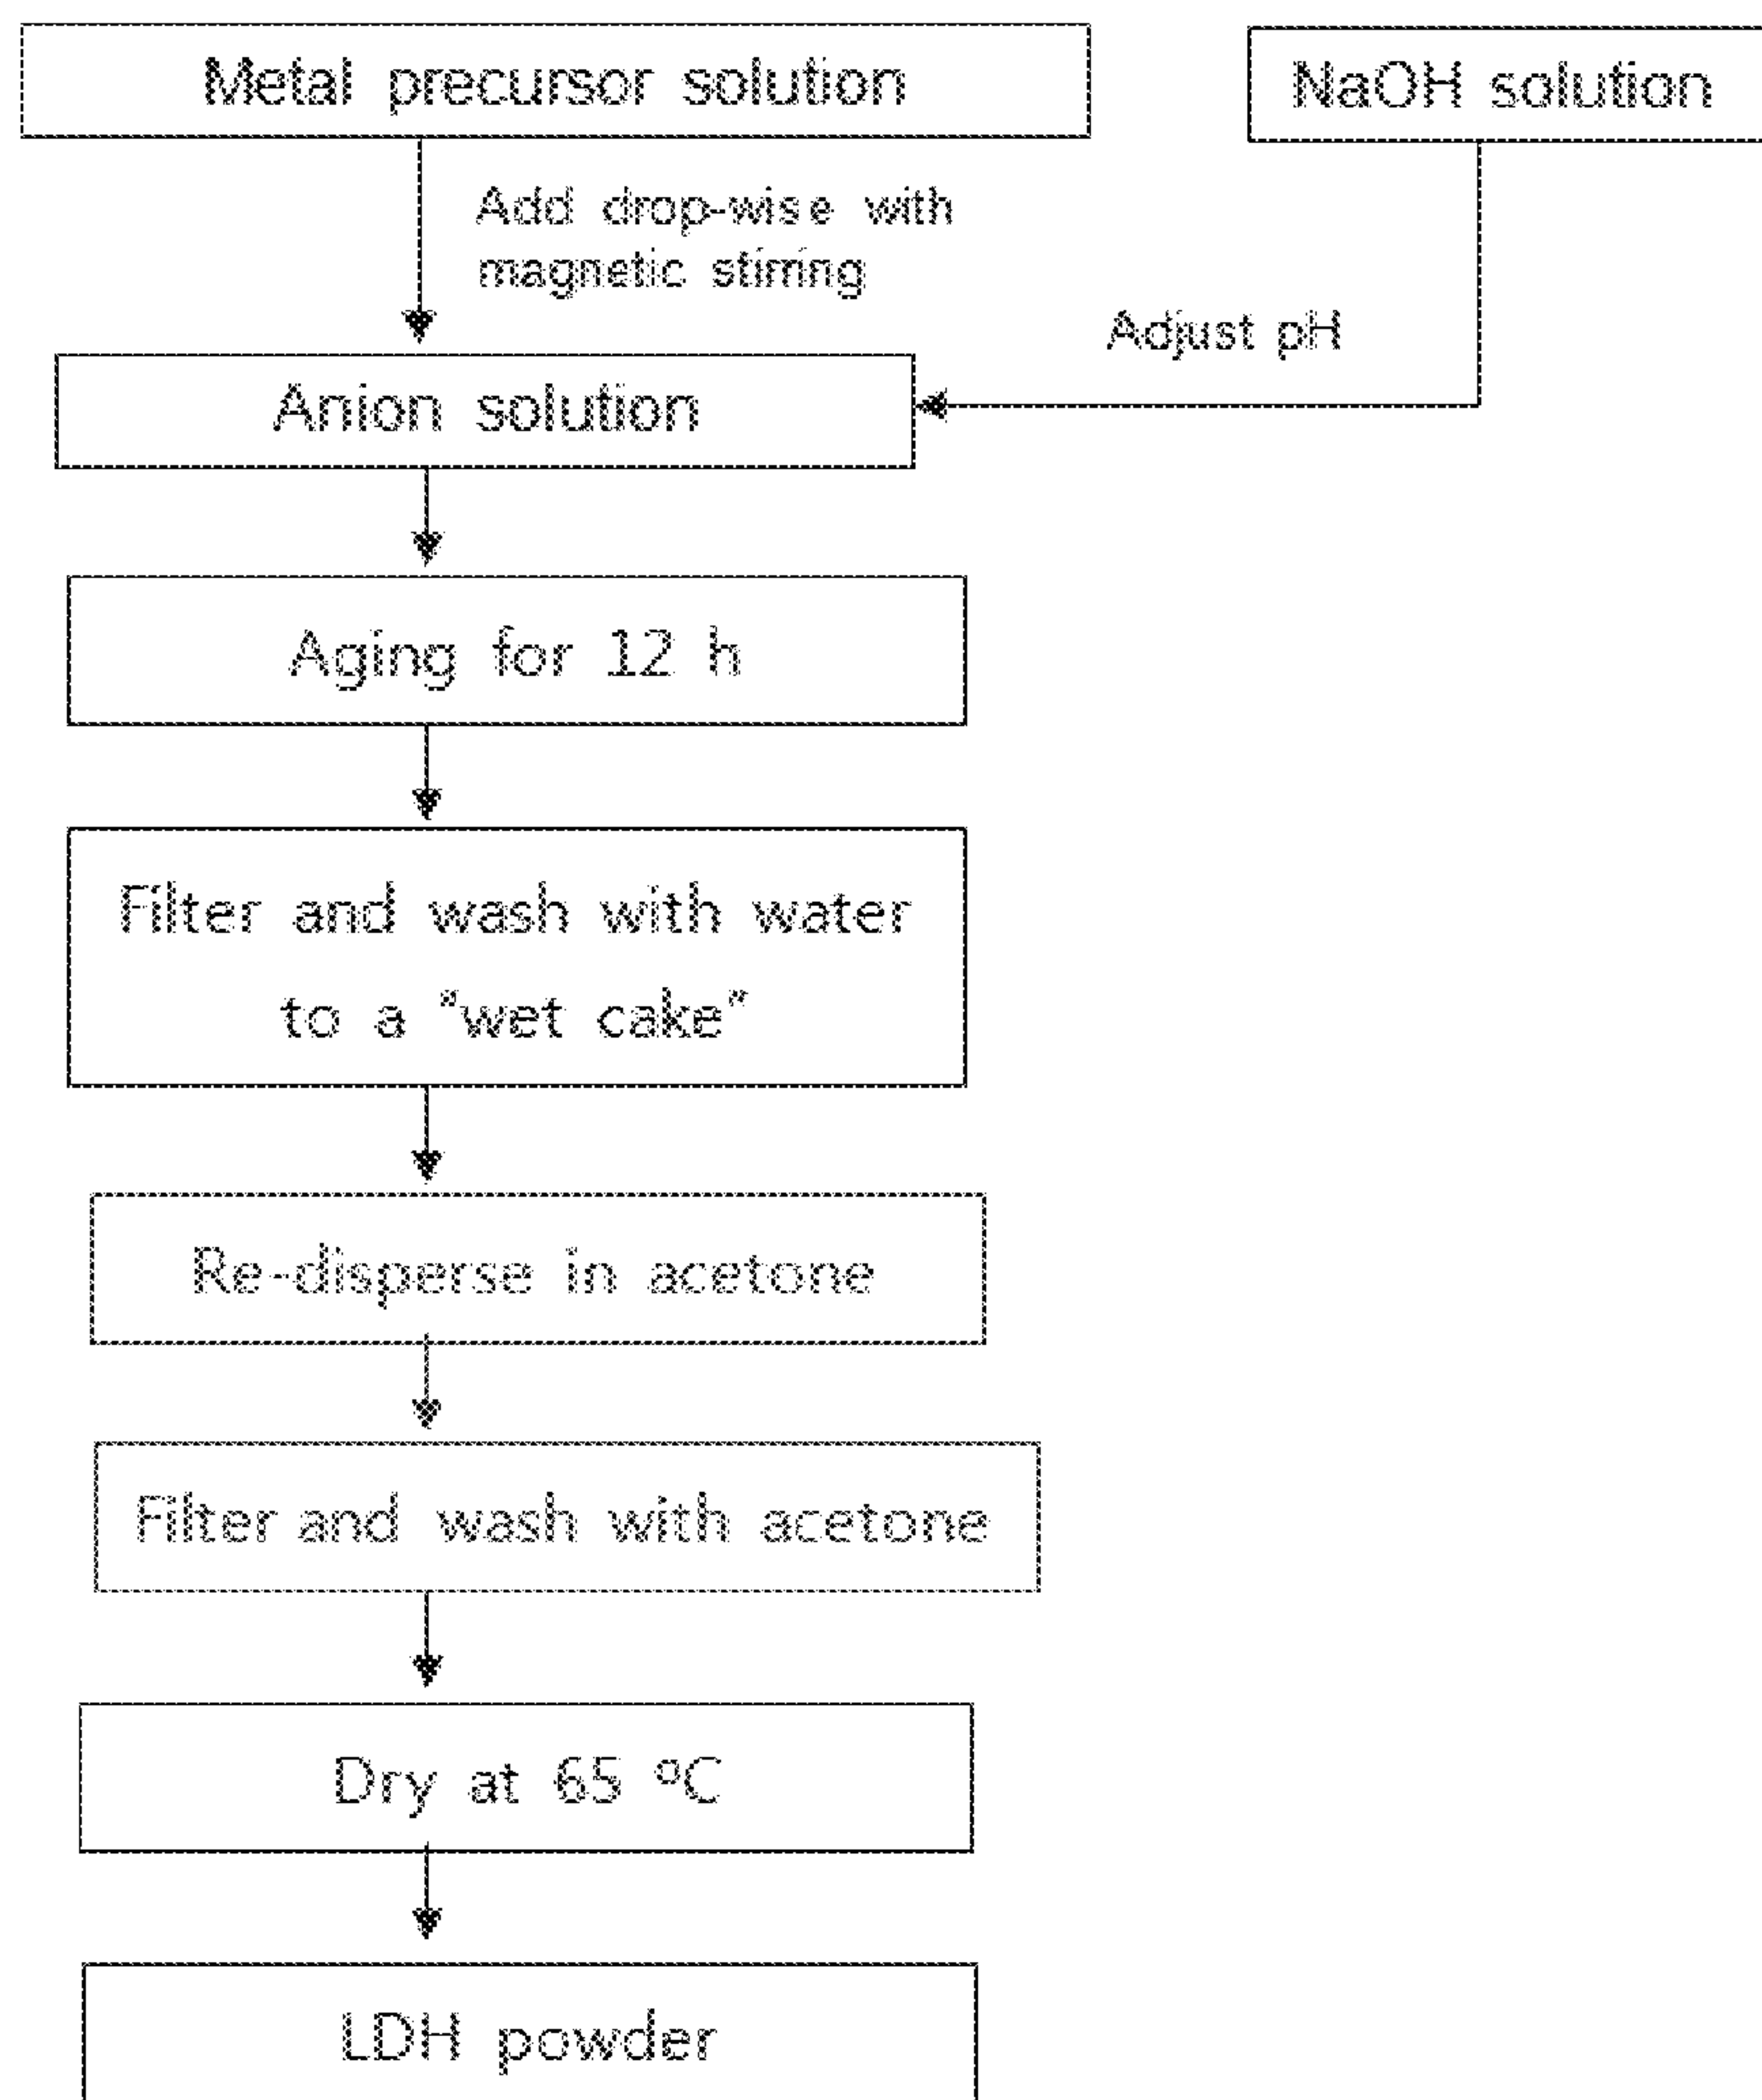 Metal precursor solution
NaOH solution
Add drop-wise with
magnetic stirring
Adjust pH
Anion solution
Aging for 12 h
Filter and wash with water
to a "wet cake"
Re-disperse in acetone
Filter and wash with acetone
Dry at 65 ºC
LDH powder